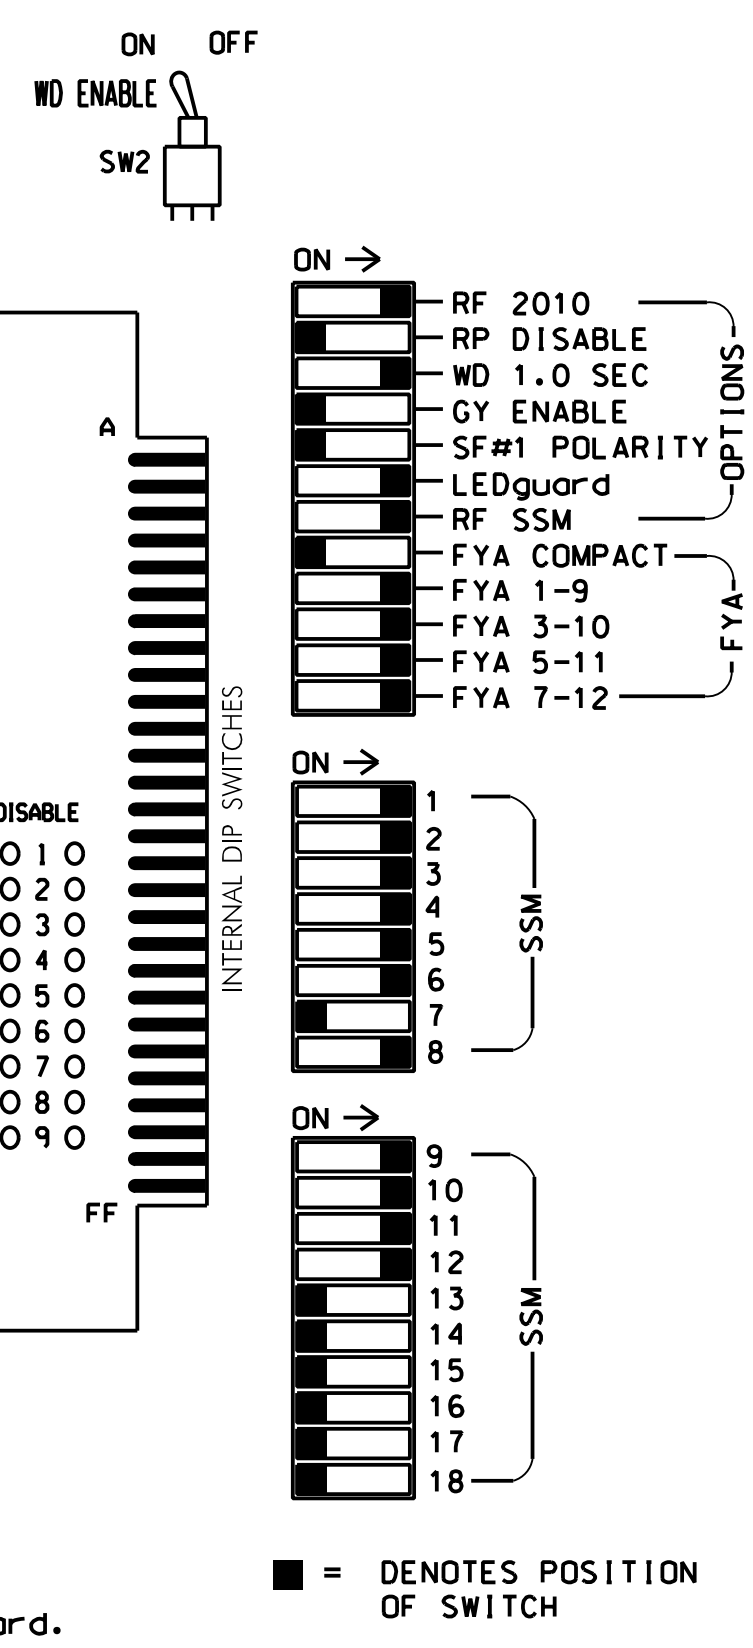 ON OFF
WD ENABLE
SW2
ON
RF 2010
RP DISABLE
WD 1.0 SEC
GY ENABLE
SF#1 POLARITY
LEDguard
RF SSM
OPTIONS
FYA COMPACT
FYA 1-9
FYA 3-10
FYA 5-11
FYA 7-12
FYA
A
FF
INTERNAL DIP SWITCHES
1
2
3
4
5
6
7
8
9
ON
1
2
3
4
5
6
7
8
SSM
ON
9
10
11
12
13
14
15
16
17
18
SSM
= DENOTES POSITION
OF SWITCH